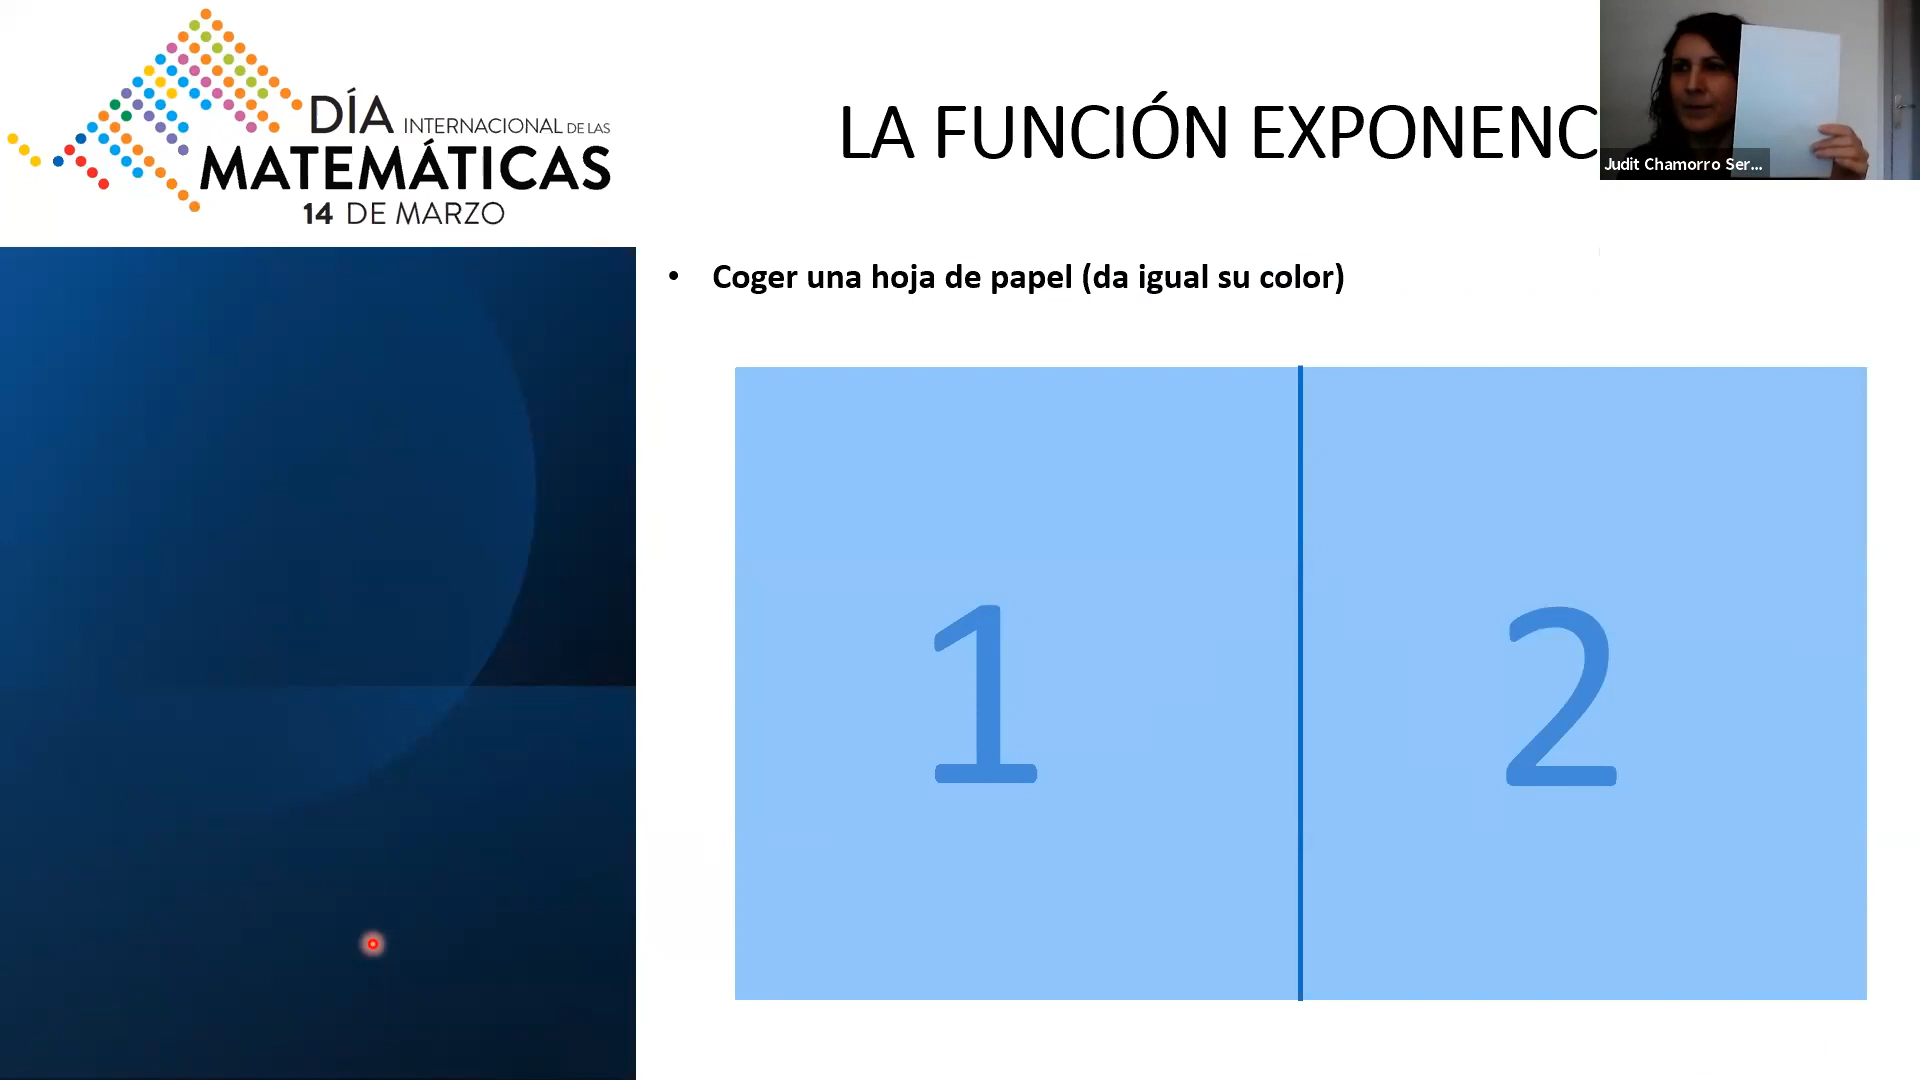 DÍA INTERNACIONAL DE LAS
MATEMÁTICAS
14 DE MARZO
LA FUNCIÓN EXPONENC
Judit Chamorro Ser...
• Coger una hoja de papel (da igual su color)
1
2